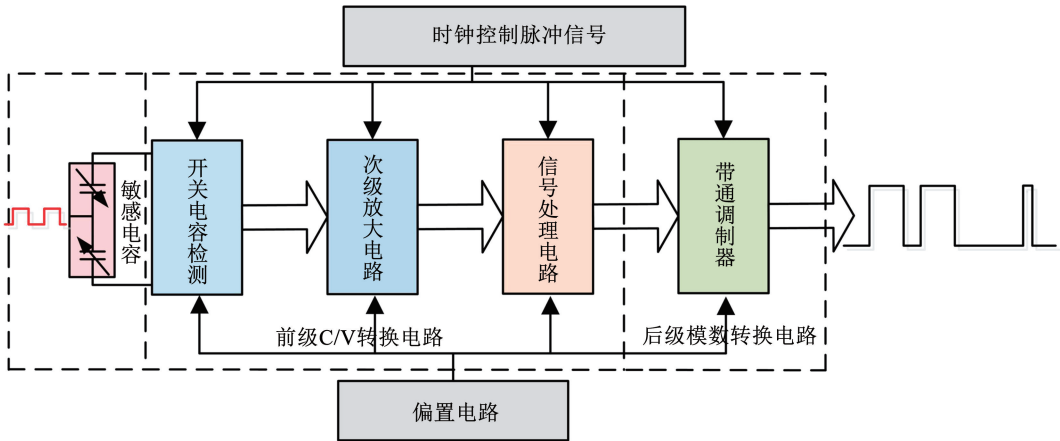 时钟控制脉冲信号
敏感电容
开关电容检测
次级放大电路
信号处理电路
带通调制器
前级C/V转换电路
后级模数转换电路
偏置电路